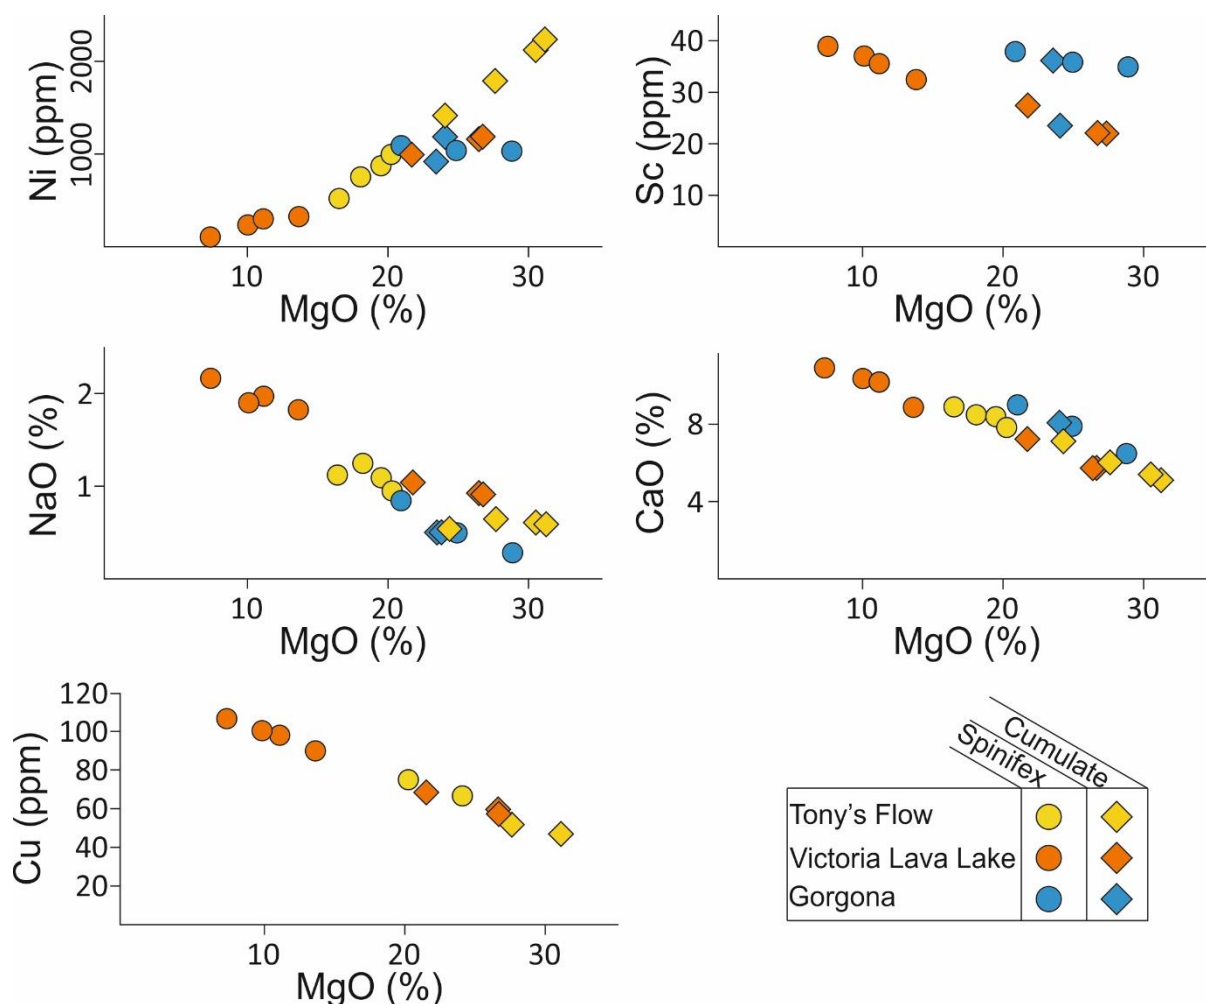 Ni (ppm)
2000
1000
10 20 30
MgO (%)
Sc (ppm)
40
30
20
10
10 20 30
MgO (%)
NaO (%)
2
1
10 20 30
MgO (%)
CaO (%)
8
4
10 20 30
MgO (%)
Cu (ppm)
120
100
80
60
40
20
10 20 30
MgO (%)
Spinifex
Cumulate
Tony's Flow
Victoria Lava Lake
Gorgona